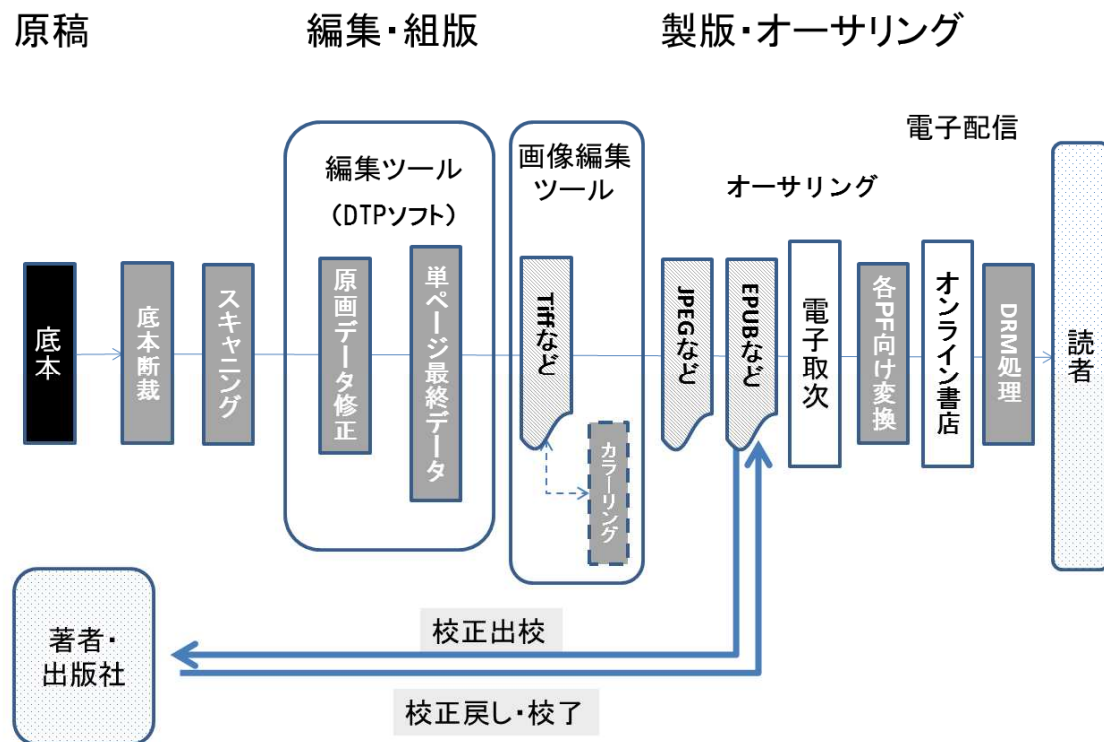 原稿
編集・組版
製版・オーサリング
電子配信
編集ツール
（DTPソフト）
画像編集
ツール
オーサリング
底本
底本断裁
スキャニング
原画データ修正
単ページ最終データ
Tiffなど
カラーリング
JPEGなど
EPUBなど
電子取次
各PF向け変換
オンライン書店
DRM処理
読者
著者・
出版社
校正出校
校正戻し・校了